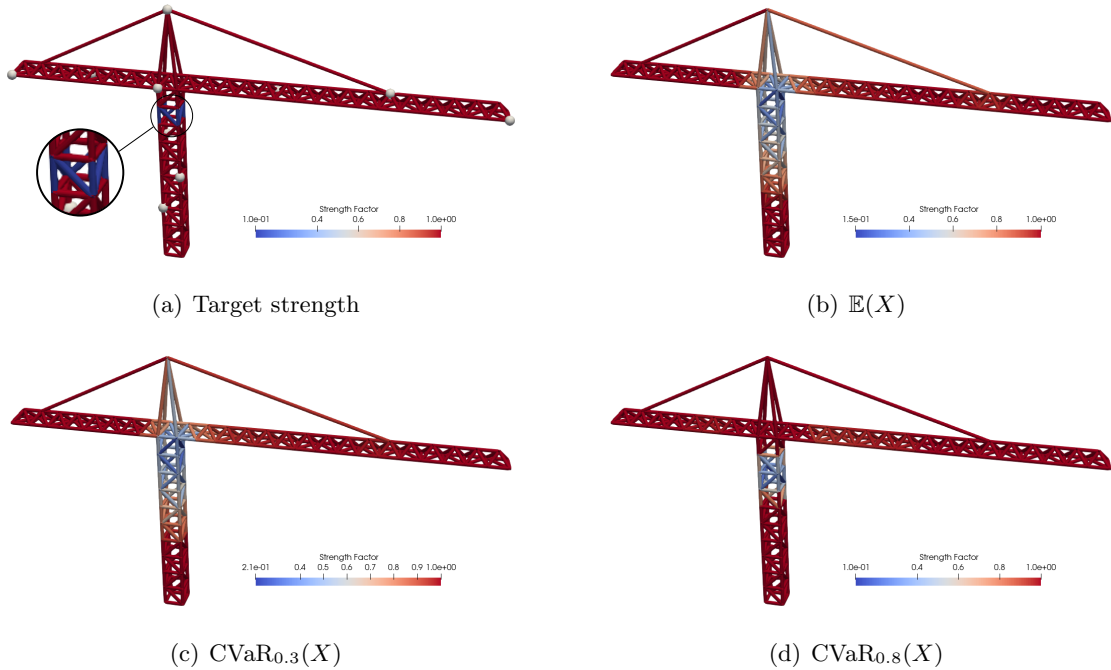 Strength Factor
1.0e-01 0.4 0.6 0.8 1.0e+00
(a) Target strength
Strength Factor
1.5e-01 0.4 0.6 0.8 1.0e+00
(b) 𝔼(X)
Strength Factor
2.1e-01 0.4 0.5 0.6 0.7 0.8 0.9 1.0e+00
(c) CVaR₀.₃(X)
Strength Factor
1.0e-01 0.4 0.6 0.8 1.0e+00
(d) CVaR₀.₈(X)